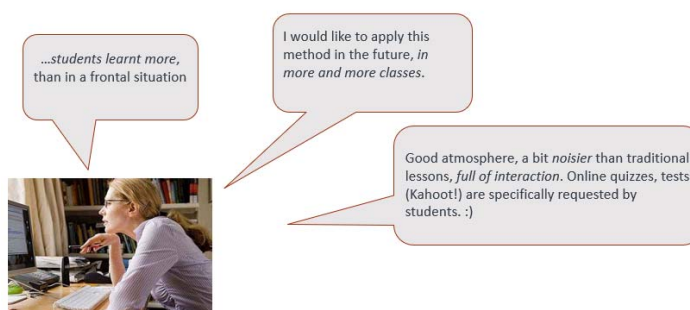 …students learnt more,
than in a frontal situation
I would like to apply this
method in the future, in
more and more classes.
Good atmosphere, a bit noisier than traditional
lessons, full of interaction. Online quizzes, tests
(Kahoot!) are specifically requested by
students. :)